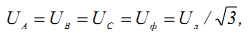 U_A = U_B = U_C = U_ф = U_л / √3,